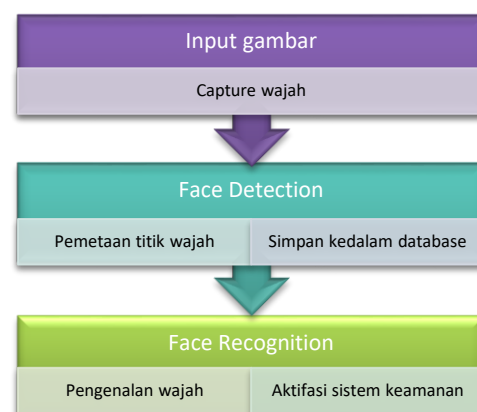 Input gambar
Capture wajah
Face Detection
Pemetaan titik wajah
Simpan kedalam database
Face Recognition
Pengenalan wajah
Aktifasi sistem keamanan